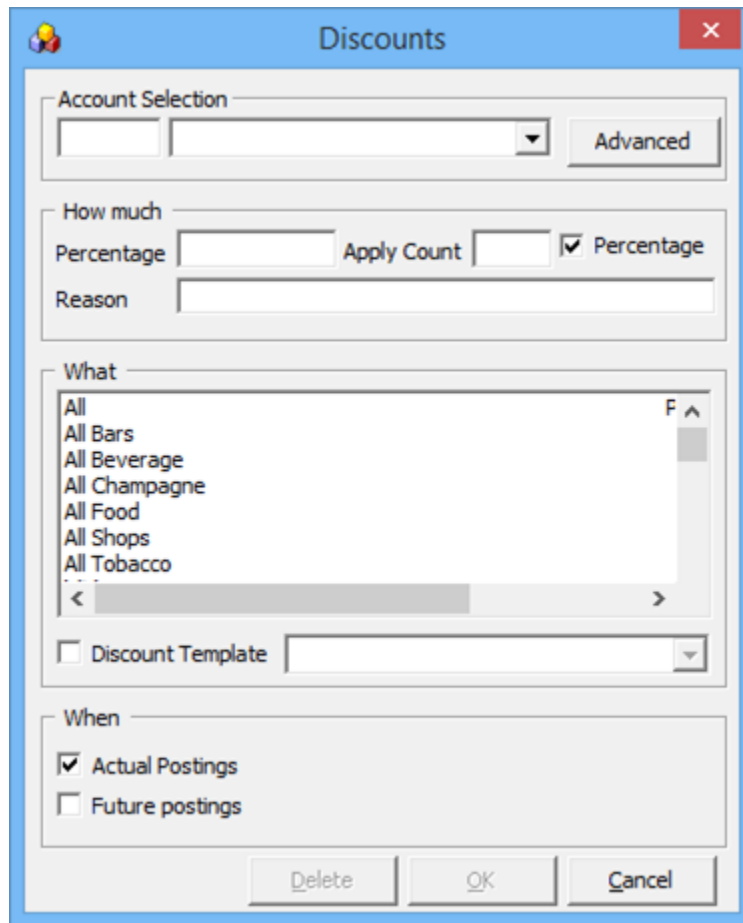 Discounts
Account Selection
Advanced
How much
Percentage Apply Count Percentage
Reason
What
All P
All Bars
All Beverage
All Champagne
All Food
All Shops
All Tobacco
Discount Template
When
Actual Postings
Future postings
Delete OK Cancel